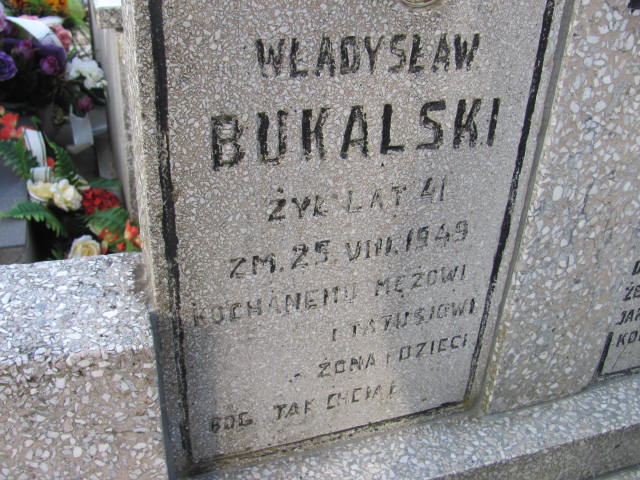 WŁADYSŁAW
BUKALSKI
ŻYŁ LAT 41
ZM. 25. VIII. 1949
KOCHANEMU MĘŻOWI
I TATUSIOWI
ŻONA I DZIECI
BÓG TAK CHCIAŁ